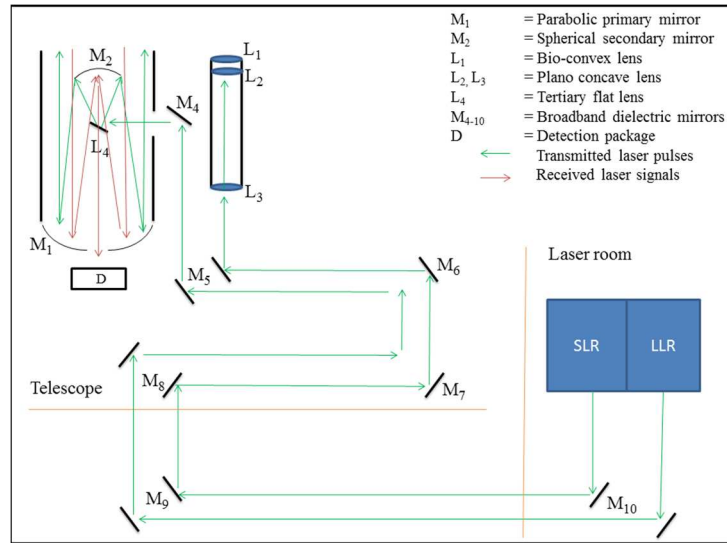 M1 = Parabolic primary mirror
M2 = Spherical secondary mirror
L1 = Bio-convex lens
L2, L3 = Plano concave lens
L4 = Tertiary flat lens
M4-10 = Broadband dielectric mirrors
D = Detection package
Transmitted laser pulses
Received laser signals
M2
L1
L2
M4
L4
L3
M1
D
M5
M6
Laser room
SLR
LLR
Telescope
M8
M7
M9
M10